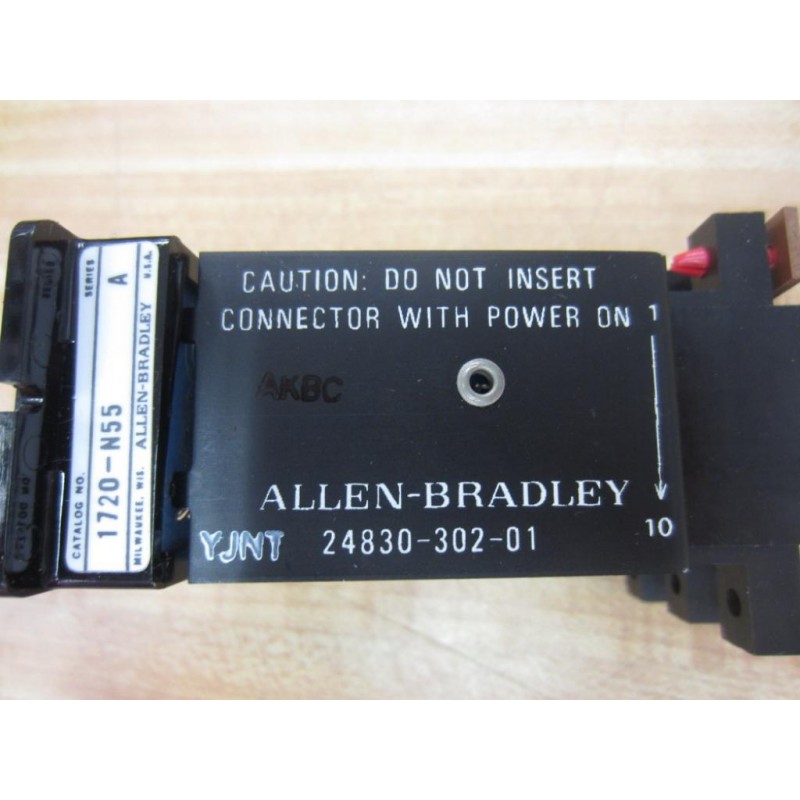 CAUTION: DO NOT INSERT
CONNECTOR WITH POWER ON 1
AKBC
ALLEN-BRADLEY
10
YJNT 24830-302-01
CATALOG NO. SERIES
1720-N55 A
MILWAUKEE, WIS. ALLEN-BRADLEY U.S.A.